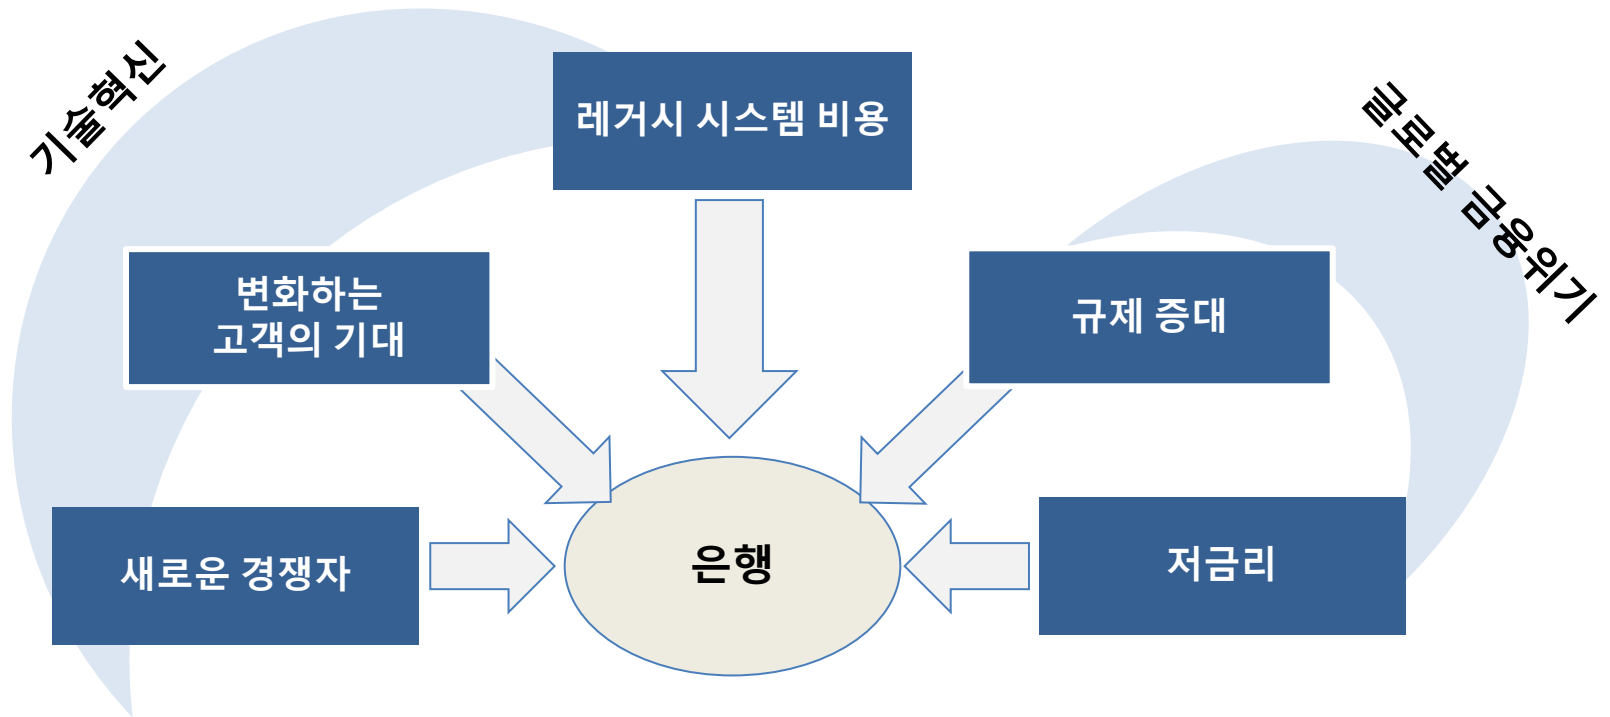 기술혁신
레거시 시스템 비용
글로벌 금융위기
변화하는
고객의 기대
규제 증대
새로운 경쟁자
은행
저금리